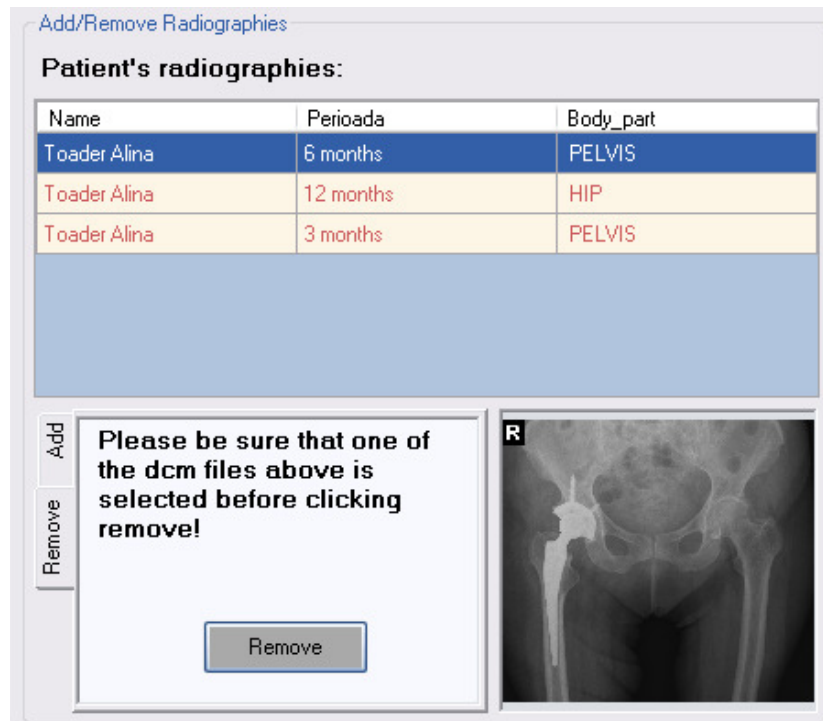 Add/Remove Radiographies
Patient's radiographies:
Name Perioada Body_part
Toader Alina 6 months PELVIS
Toader Alina 12 months HIP
Toader Alina 3 months PELVIS
Add
Remove
Please be sure that one of
the dcm files above is
selected before clicking
remove!
Remove
R